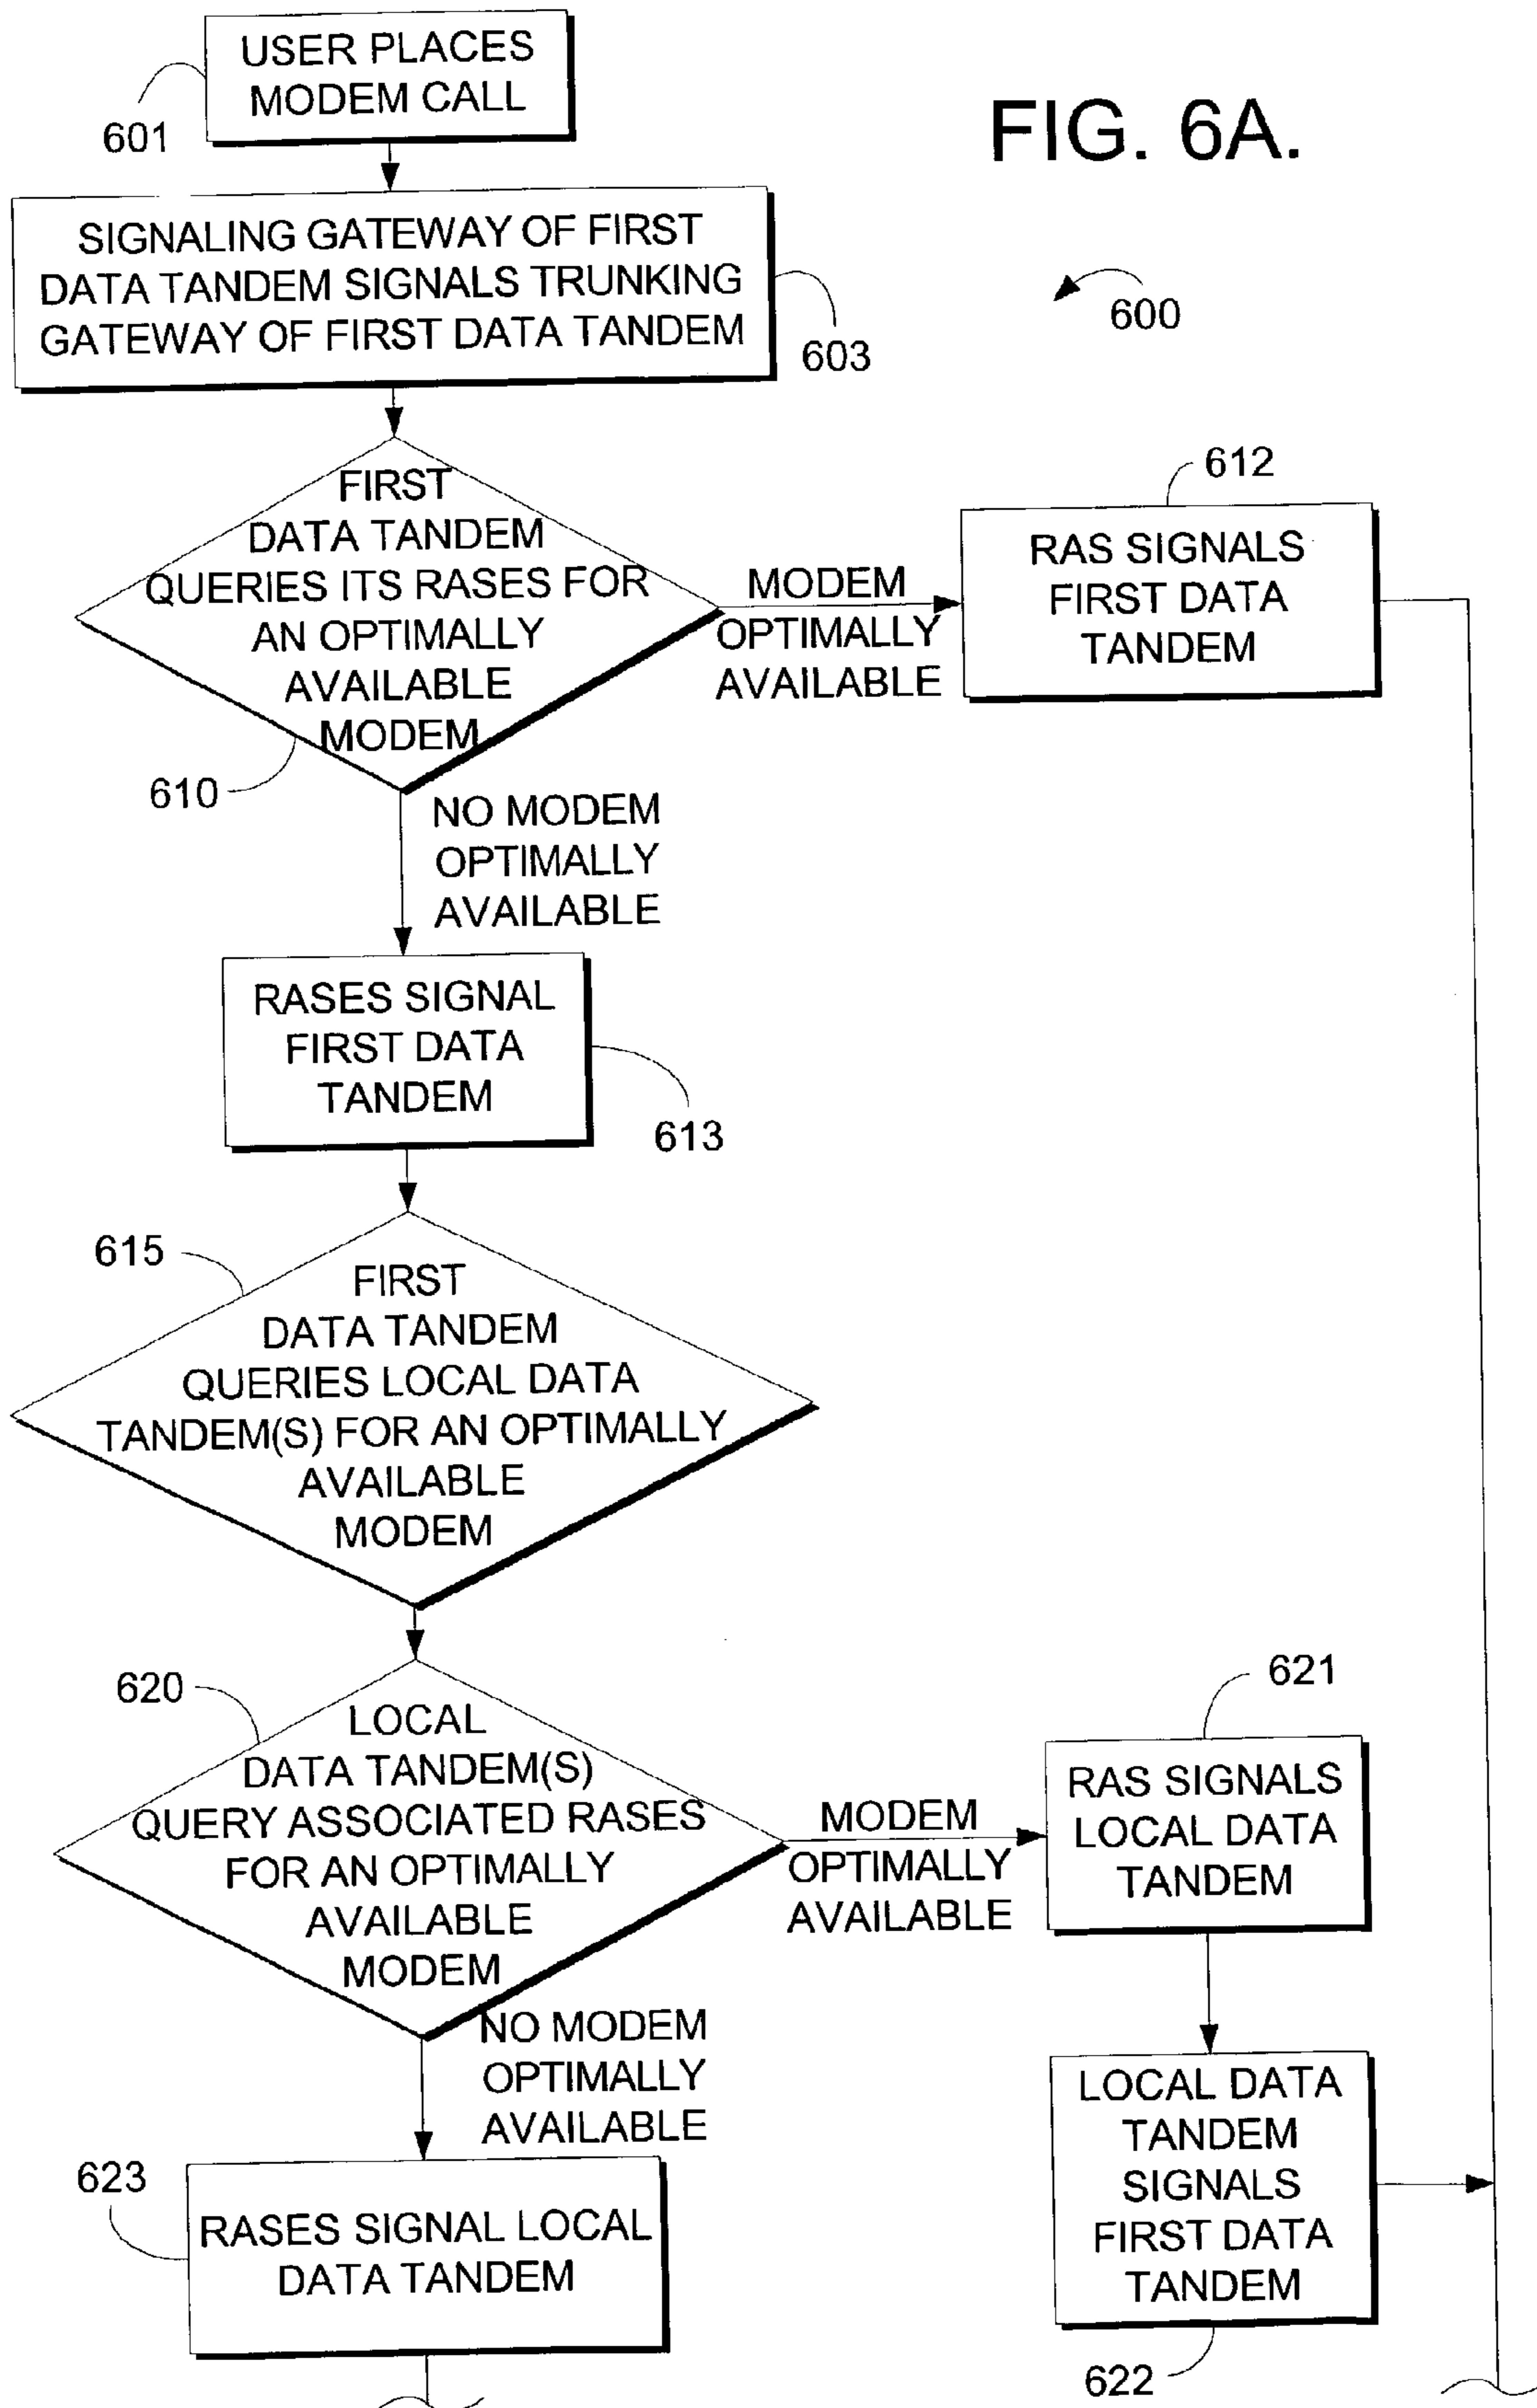 USER PLACES
MODEM CALL
601
FIG. 6A.
SIGNALING GATEWAY OF FIRST
DATA TANDEM SIGNALS TRUNKING
GATEWAY OF FIRST DATA TANDEM
603
600
FIRST
DATA TANDEM
QUERIES ITS RASES FOR
AN OPTIMALLY
AVAILABLE
MODEM
610
MODEM
OPTIMALLY
AVAILABLE
612
RAS SIGNALS
FIRST DATA
TANDEM
NO MODEM
OPTIMALLY
AVAILABLE
RASES SIGNAL
FIRST DATA
TANDEM
613
615
FIRST
DATA TANDEM
QUERIES LOCAL DATA
TANDEM(S) FOR AN OPTIMALLY
AVAILABLE
MODEM
620
LOCAL
DATA TANDEM(S)
QUERY ASSOCIATED RASES
FOR AN OPTIMALLY
AVAILABLE
MODEM
MODEM
OPTIMALLY
AVAILABLE
621
RAS SIGNALS
LOCAL DATA
TANDEM
NO MODEM
OPTIMALLY
AVAILABLE
LOCAL DATA
TANDEM
SIGNALS
FIRST DATA
TANDEM
622
623
RASES SIGNAL LOCAL
DATA TANDEM